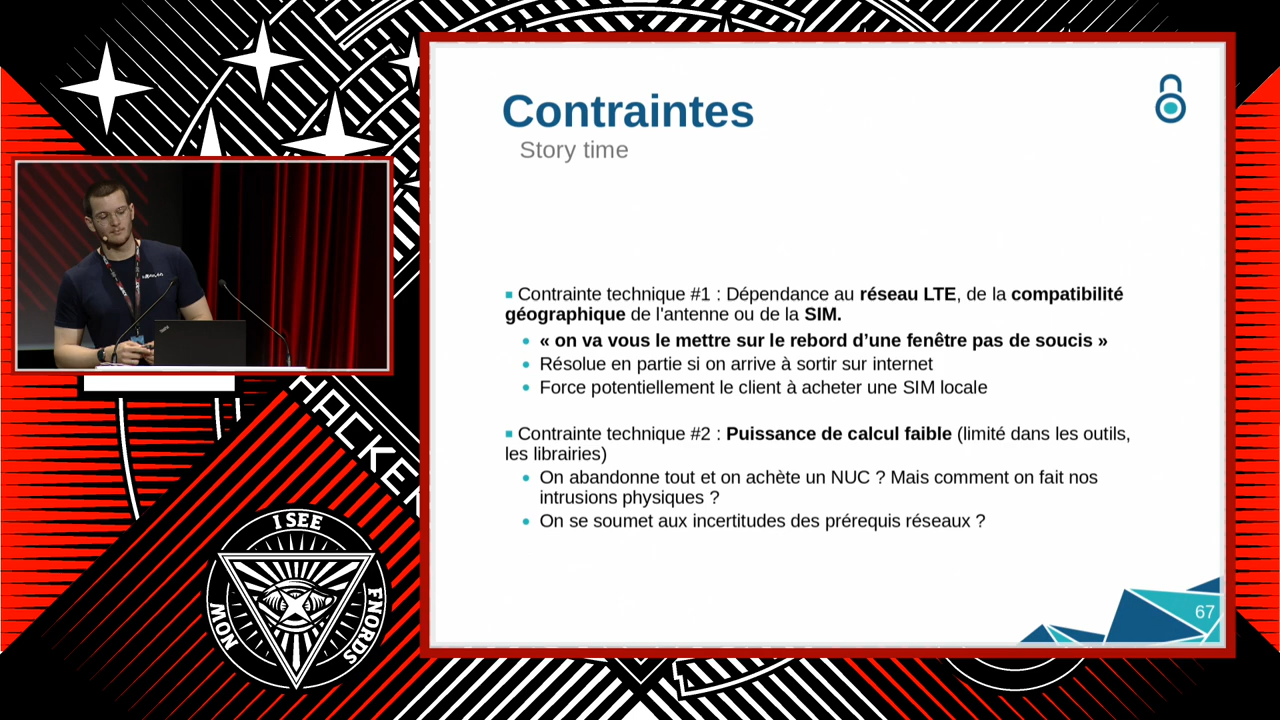 Contraintes
Story time
Contrainte technique #1 : Dépendance au réseau LTE, de la compatibilité
géographique de l'antenne ou de la SIM.
« on va vous le mettre sur le rebord d’une fenêtre pas de soucis »
Résolue en partie si on arrive à sortir sur internet
Force potentiellement le client à acheter une SIM locale
Contrainte technique #2 : Puissance de calcul faible (limité dans les outils,
les librairies)
On abandonne tout et on achète un NUC ? Mais comment on fait nos
intrusions physiques ?
On se soumet aux incertitudes des prérequis réseaux ?
67
HACKER
I SEE
FNORDS
NOW